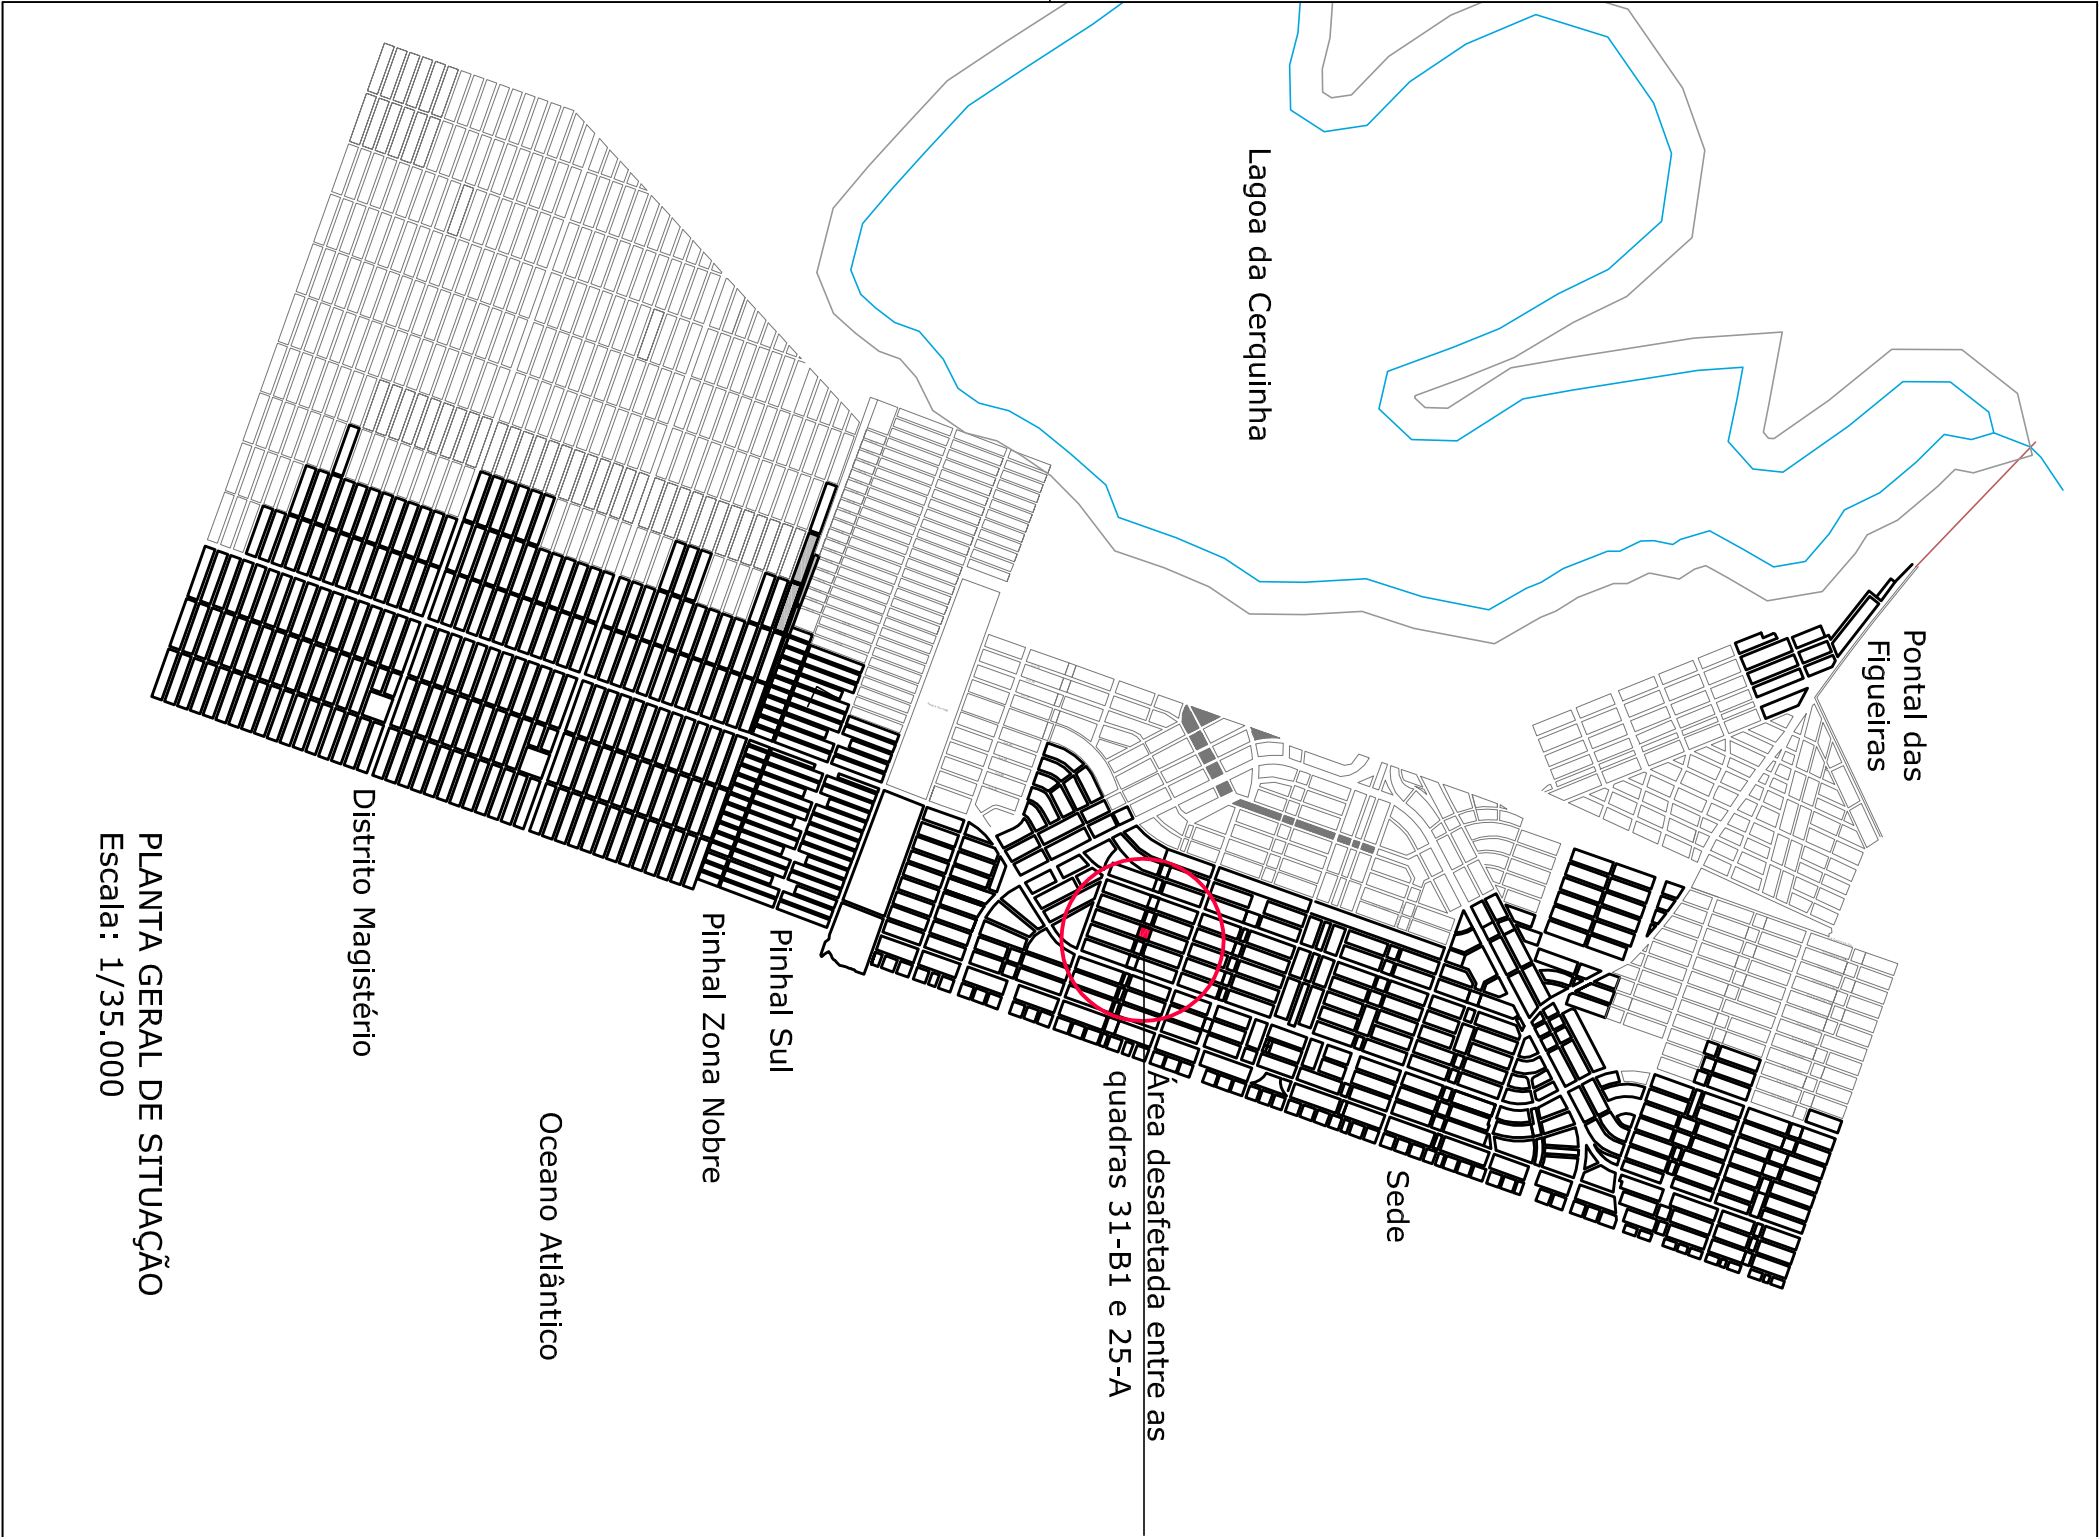 Lagoa da Cerquinha
Pontal das
Figueiras
Sede
Área desafetada entre as
quadras 31-B1 e 25-A
Pinhal Sul
Pinhal Zona Nobre
Oceano Atlântico
Distrito Magistério
PLANTA GERAL DE SITUAÇÃO
Escala: 1/35.000